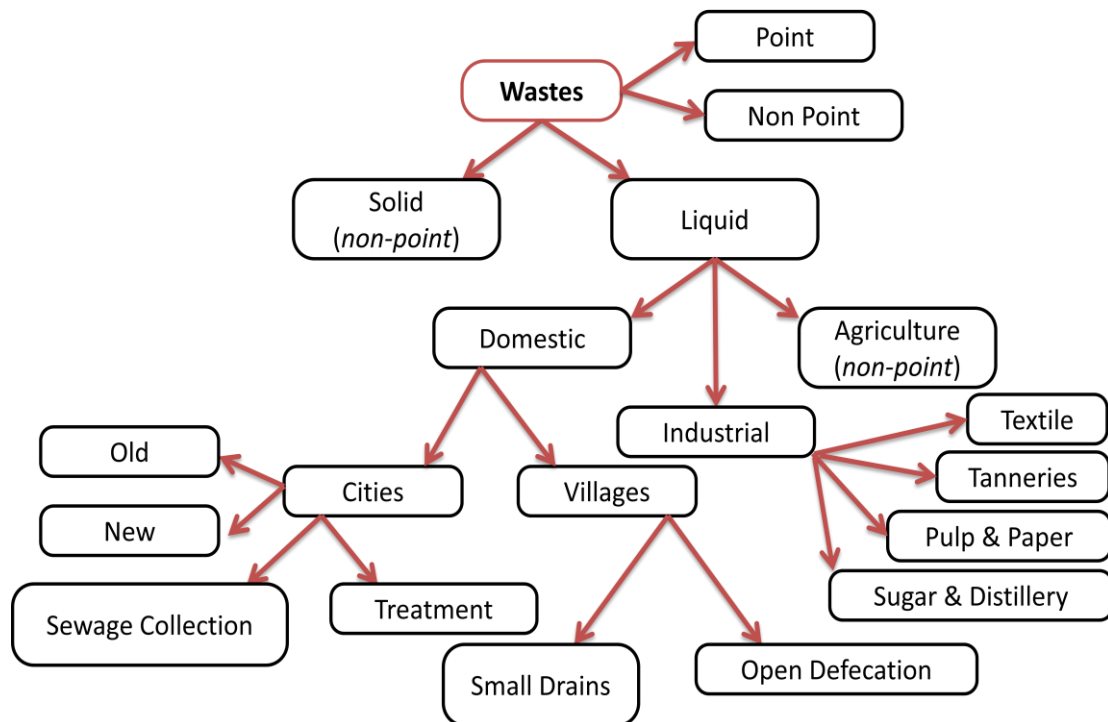 Point
Wastes
Non Point
Solid
(non-point)
Liquid
Domestic
Agriculture
(non-point)
Industrial
Textile
Old
Tanneries
Cities
Villages
New
Pulp & Paper
Sugar & Distillery
Sewage Collection
Treatment
Small Drains
Open Defecation